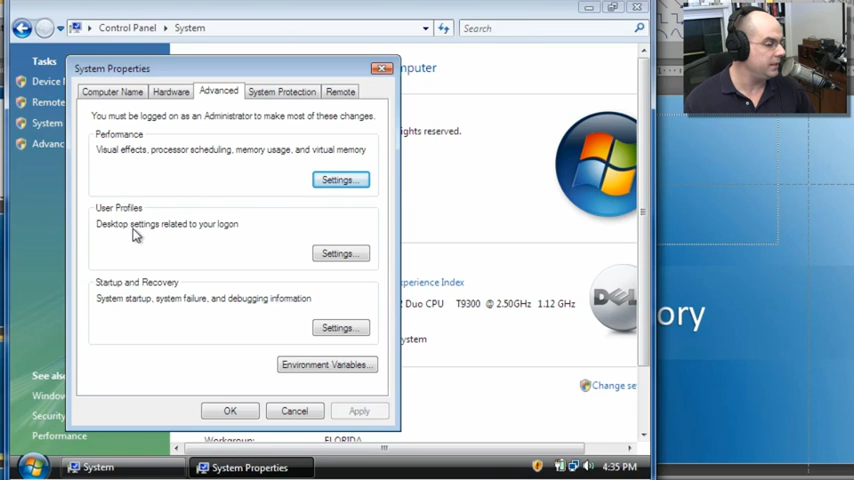 Control Panel ▸ System
Search
Tasks
Device
Remote
System
Advanc
System Properties
Computer Name
Hardware
Advanced
System Protection
Remote
You must be logged on as an Administrator to make most of these changes.
Performance
Visual effects, processor scheduling, memory usage, and virtual memory
Settings...
User Profiles
Desktop settings related to your logon
Settings...
Startup and Recovery
System startup, system failure, and debugging information
Settings...
Environment Variables...
OK
Cancel
Apply
mputer
ghts reserved.
xperience Index
2 Duo CPU T9300 @ 2.50GHz 1.12 GHz
ystem
DELL
ory
Change se
See also
Window
Security
Performance
Workgroup: FLORIDA
System
System Properties
4:35 PM